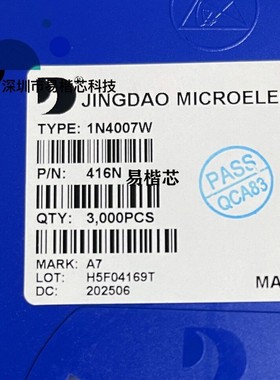 深圳市易楷芯科技
JINGDAO MICROELE
TYPE: 1N4007W
P/N: 416N
易楷芯
QTY: 3,000PCS
PASS
QCA83
MARK: A7
MA
LOT: H5F04169T
DC: 202506